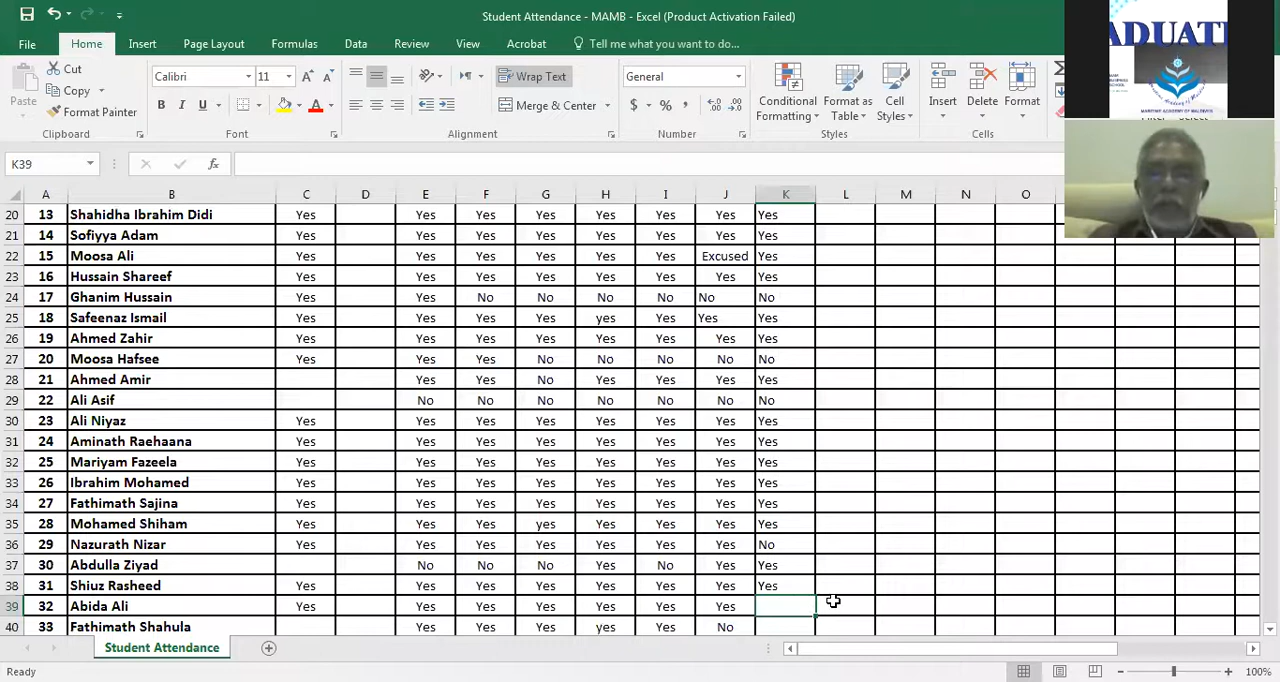 Student Attendance - MAMB - Excel (Product Activation Failed)
File Home Insert Page Layout Formulas Data Review View Acrobat Tell me what you want to do...
Paste Cut
Copy
Format Painter
Calibri 11 A A
B I U A
Wrap Text
Merge & Center
General
$ % ,
Conditional Formatting
Format as Table
Cell Styles
Insert Delete Format
Clipboard Font Alignment Number Styles Cells
ADUATE
K39 fx
A B C D E F G H I J K L M N O
20 13 Shahidha Ibrahim Didi Yes Yes Yes Yes Yes Yes Yes Yes
21 14 Sofiyya Adam Yes Yes Yes Yes Yes Yes Yes Yes
22 15 Moosa Ali Yes Yes Yes Yes Yes Yes Excused Yes
23 16 Hussain Shareef Yes Yes Yes Yes Yes Yes Yes Yes
24 17 Ghanim Hussain Yes Yes No No No No No No
25 18 Safeenaz Ismail Yes Yes Yes Yes yes Yes Yes Yes
26 19 Ahmed Zahir Yes Yes Yes Yes Yes Yes Yes Yes
27 20 Moosa Hafsee Yes Yes Yes No No No No No
28 21 Ahmed Amir Yes Yes No Yes Yes Yes Yes
29 22 Ali Asif No No No No No No No
30 23 Ali Niyaz Yes Yes Yes Yes Yes Yes Yes Yes
31 24 Aminath Raehaana Yes Yes Yes Yes Yes Yes Yes Yes
32 25 Mariyam Fazeela Yes Yes Yes Yes Yes Yes Yes Yes
33 26 Ibrahim Mohamed Yes Yes Yes Yes Yes Yes Yes Yes
34 27 Fathimath Sajina Yes Yes Yes Yes Yes Yes Yes Yes
35 28 Mohamed Shiham Yes Yes Yes yes Yes Yes Yes Yes
36 29 Nazurath Nizar Yes Yes Yes Yes Yes Yes Yes No
37 30 Abdulla Ziyad No No No Yes No Yes Yes
38 31 Shiuz Rasheed Yes Yes Yes Yes Yes Yes Yes Yes
39 32 Abida Ali Yes Yes Yes Yes Yes Yes Yes
40 33 Fathimath Shahula Yes Yes Yes yes Yes No
Student Attendance
Ready 100%